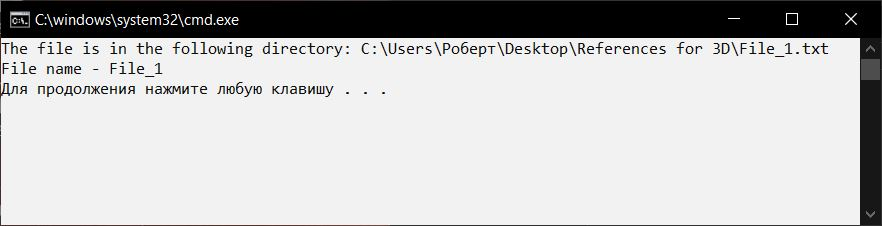 C:\windows\system32\cmd.exe
The file is in the following directory: C:\Users\Роберт\Desktop\References for 3D\File_1.txt
File name - File_1
Для продолжения нажмите любую клавишу . . .